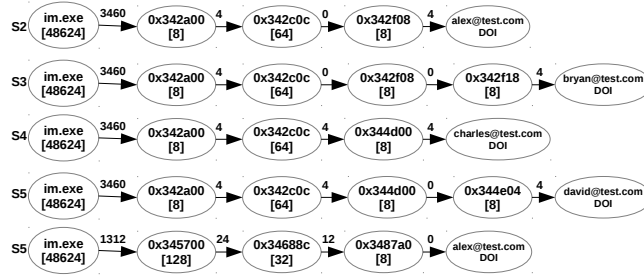 S2 im.exe [48624] 3460 0x342a00 [8] 4 0x342c0c [64] 0 0x342f08 [8] 4 alex@test.com DOI
S3 im.exe [48624] 3460 0x342a00 [8] 4 0x342c0c [64] 0 0x342f08 [8] 0 0x342f18 [8] 4 bryan@test.com DOI
S4 im.exe [48624] 3460 0x342a00 [8] 4 0x342c0c [64] 4 0x344d00 [8] 4 charles@test.com DOI
S5 im.exe [48624] 3460 0x342a00 [8] 4 0x342c0c [64] 4 0x344d00 [8] 0 0x344e04 [8] 4 david@test.com DOI
S5 im.exe [48624] 1312 0x345700 [128] 24 0x34688c [32] 12 0x3487a0 [8] 0 alex@test.com DOI